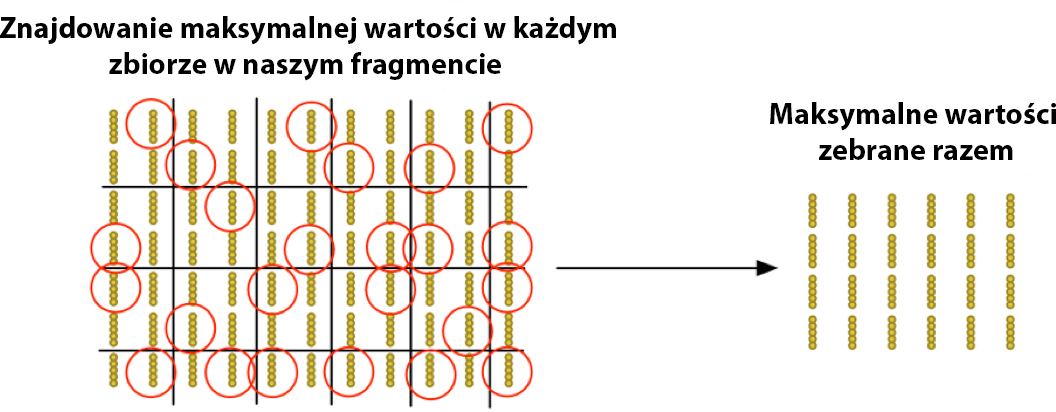 Znajdowanie maksymalnej wartości w każdym
zbiorze w naszym fragmencie
Maksymalne wartości
zebrane razem